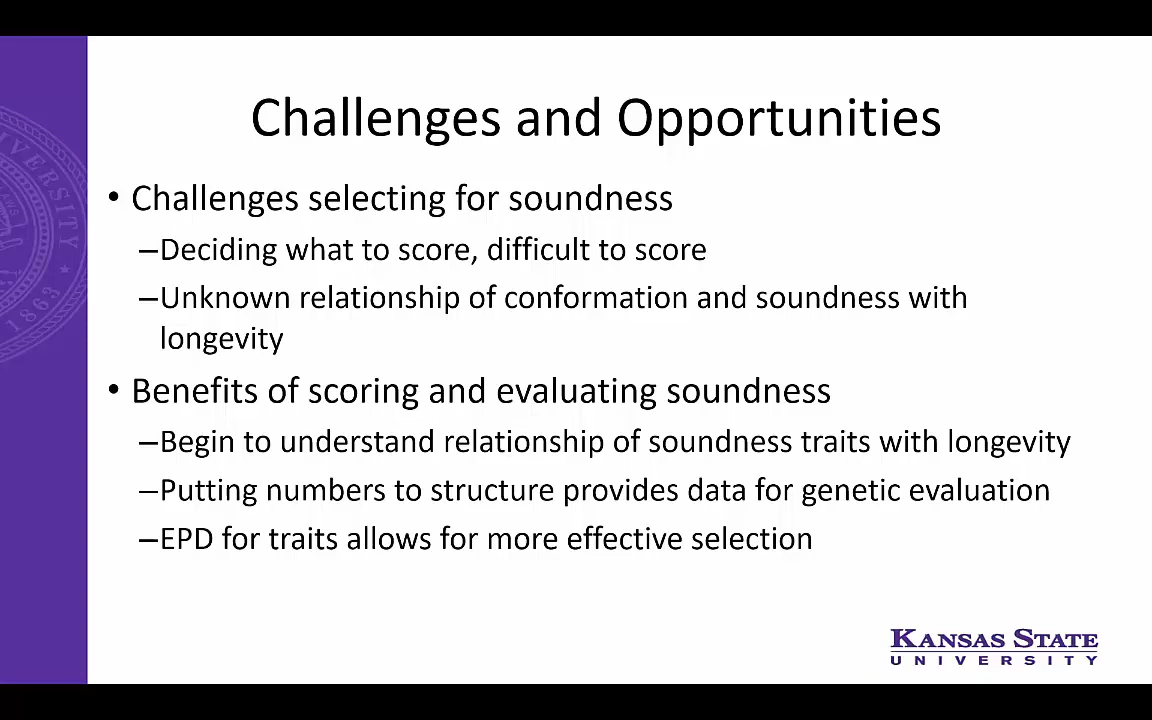 Challenges and Opportunities
• Challenges selecting for soundness
–Deciding what to score, difficult to score
–Unknown relationship of conformation and soundness with
longevity
• Benefits of scoring and evaluating soundness
–Begin to understand relationship of soundness traits with longevity
–Putting numbers to structure provides data for genetic evaluation
–EPD for traits allows for more effective selection
KANSAS STATE
UNIVERSITY
VERSITY
1863